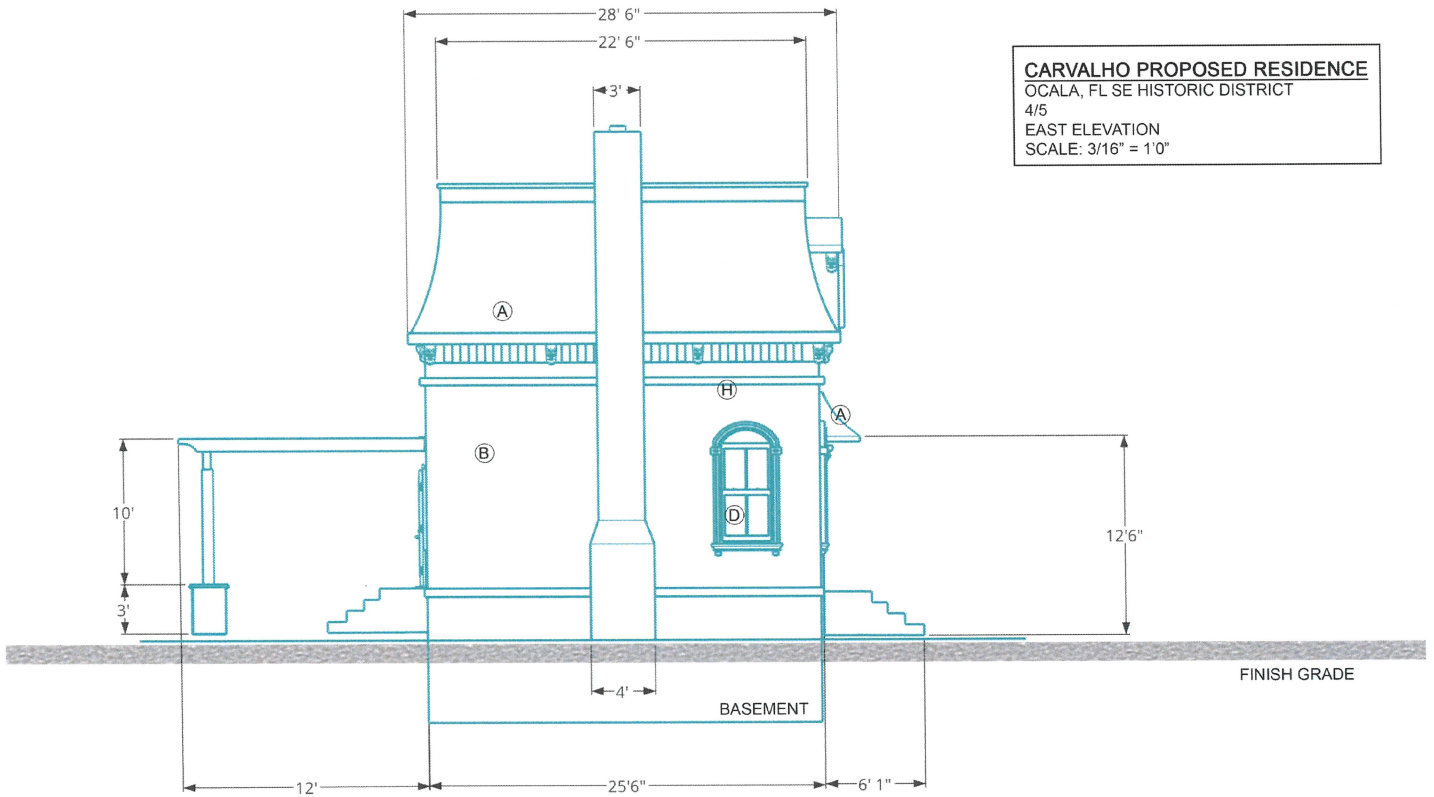 28' 6"
22' 6"
3'
CARVALHO PROPOSED RESIDENCE
OCALA, FL SE HISTORIC DISTRICT
4/5
EAST ELEVATION
SCALE: 3/16" = 1'0"
A
H
A
B
D
10'
12'6"
3'
FINISH GRADE
4'
BASEMENT
12'
25'6"
6' 1"